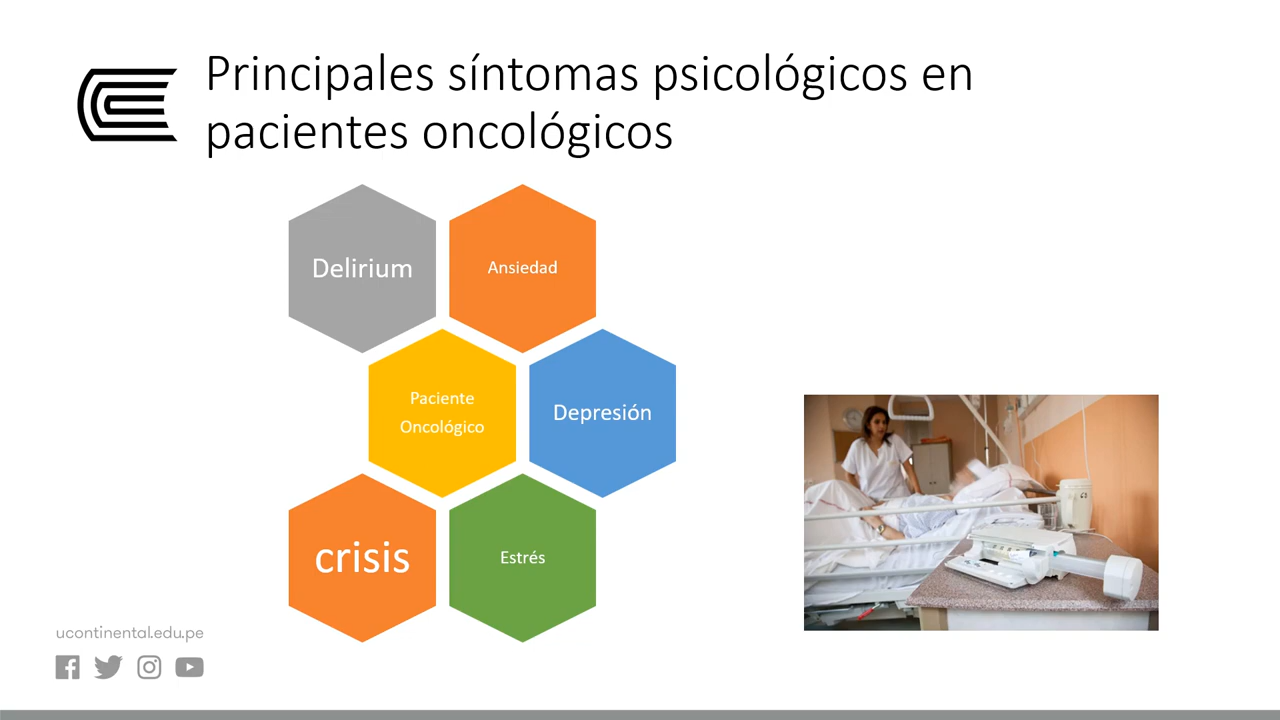 Principales síntomas psicológicos en
pacientes oncológicos
Delirium
Ansiedad
Paciente
Oncológico
Depresión
crisis
Estrés
ucontinental.edu.pe